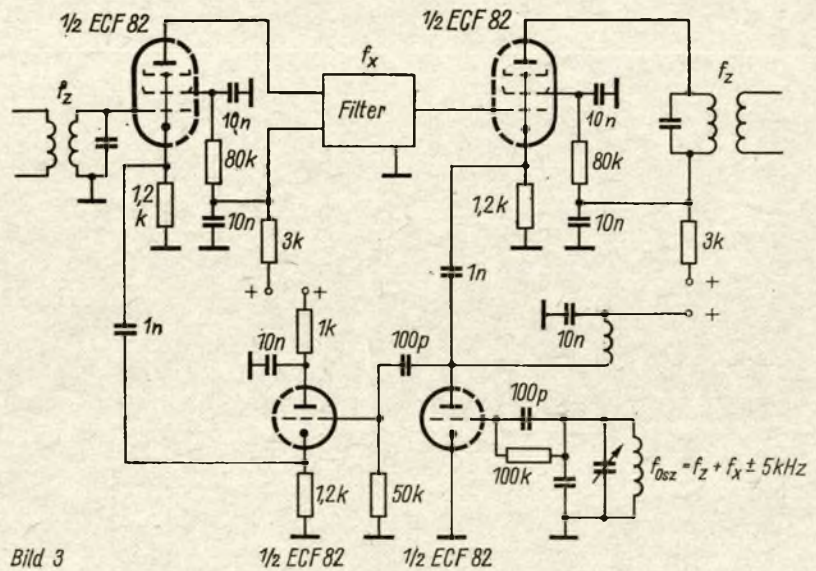 1/2 ECF 82
1/2 ECF 82
f_x
f_z
f_z
Filter
10n
10n
80k
80k
1,2
k
1,2k
10n
10n
3k
3k
+ +
+
1n
1n
1k
10n
10n
100p
100p
100k
f_Osz = f_z + f_x ± 5kHz
1,2k
50k
Bild 3
1/2 ECF 82
1/2 ECF 82